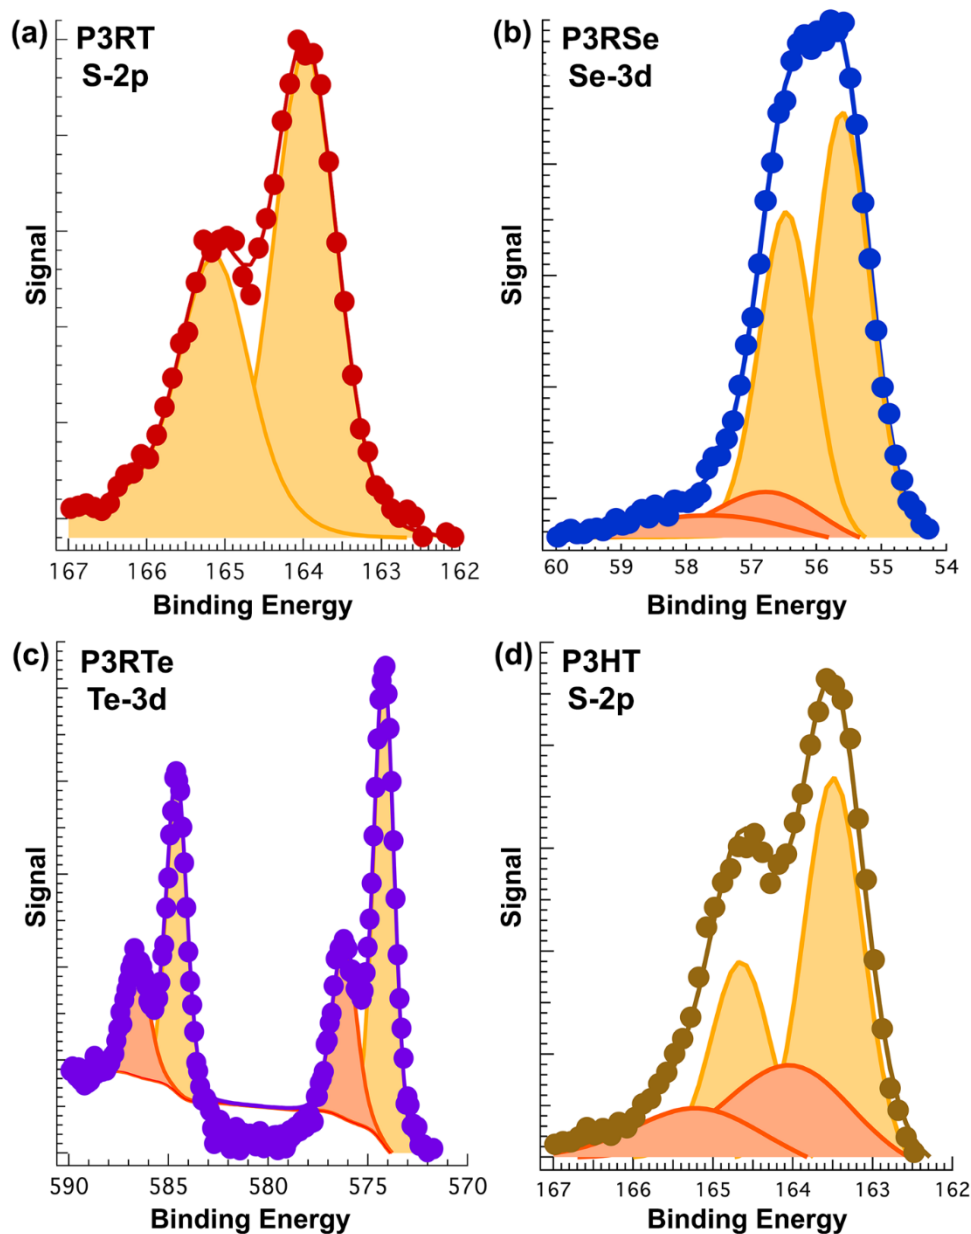 (a) P3RT
S-2p
Signal
167 166 165 164 163 162
Binding Energy
(b) P3RSe
Se-3d
Signal
60 59 58 57 56 55 54
Binding Energy
(c) P3RTe
Te-3d
Signal
590 585 580 575 570
Binding Energy
(d) P3HT
S-2p
Signal
167 166 165 164 163 162
Binding Energy